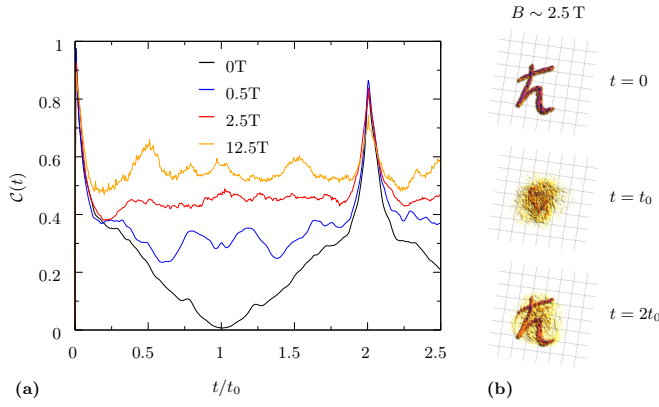 1
0.8
0.6
0.4
0.2
0
C(t)
0T
0.5T
2.5T
12.5T
0
0.5
1
1.5
2
2.5
(a)
t/t₀
B ∼ 2.5 T
ℏ
t = 0
t = t₀
ℏ
t = 2t₀
(b)